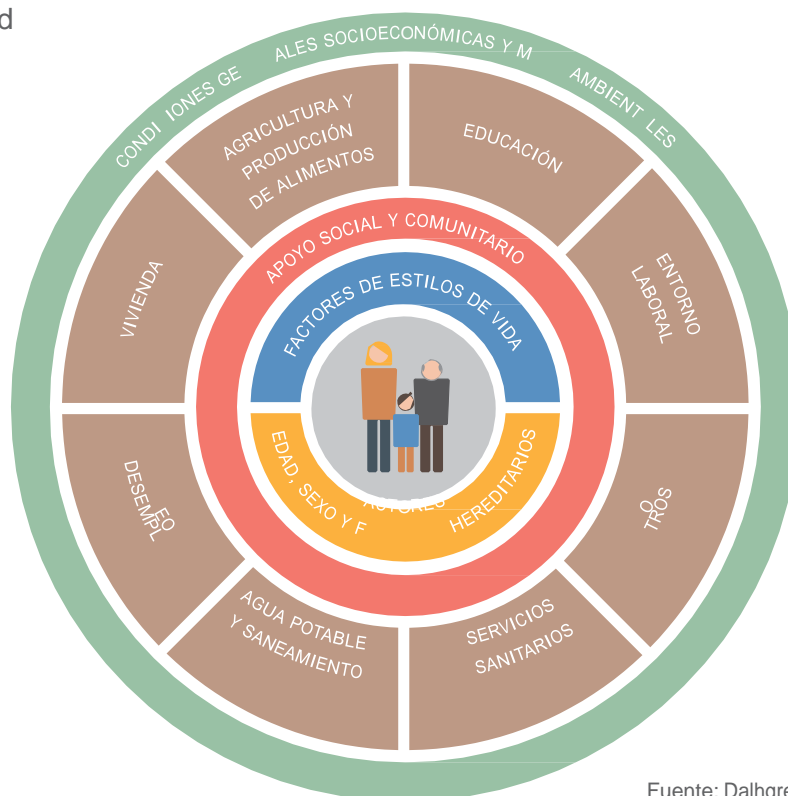 d
CONDI IONES GE ALES SOCIOECONÓMICAS Y M AMBIENT LES
AGRICULTURA Y
PRODUCCIÓN
DE ALIMENTOS
EDUCACIÓN
VIVIENDA
ENTORNO
LABORAL
APOYO SOCIAL Y COMUNITARIO
FACTORES DE ESTILOS DE VIDA
EDAD, SEXO Y F ACTORES HEREDITARIOS
DESEMPL EO
O TROS
AGUA POTABLE
Y SANEAMIENTO
SERVICIOS
SANITARIOS
Fuente: Dalhgre